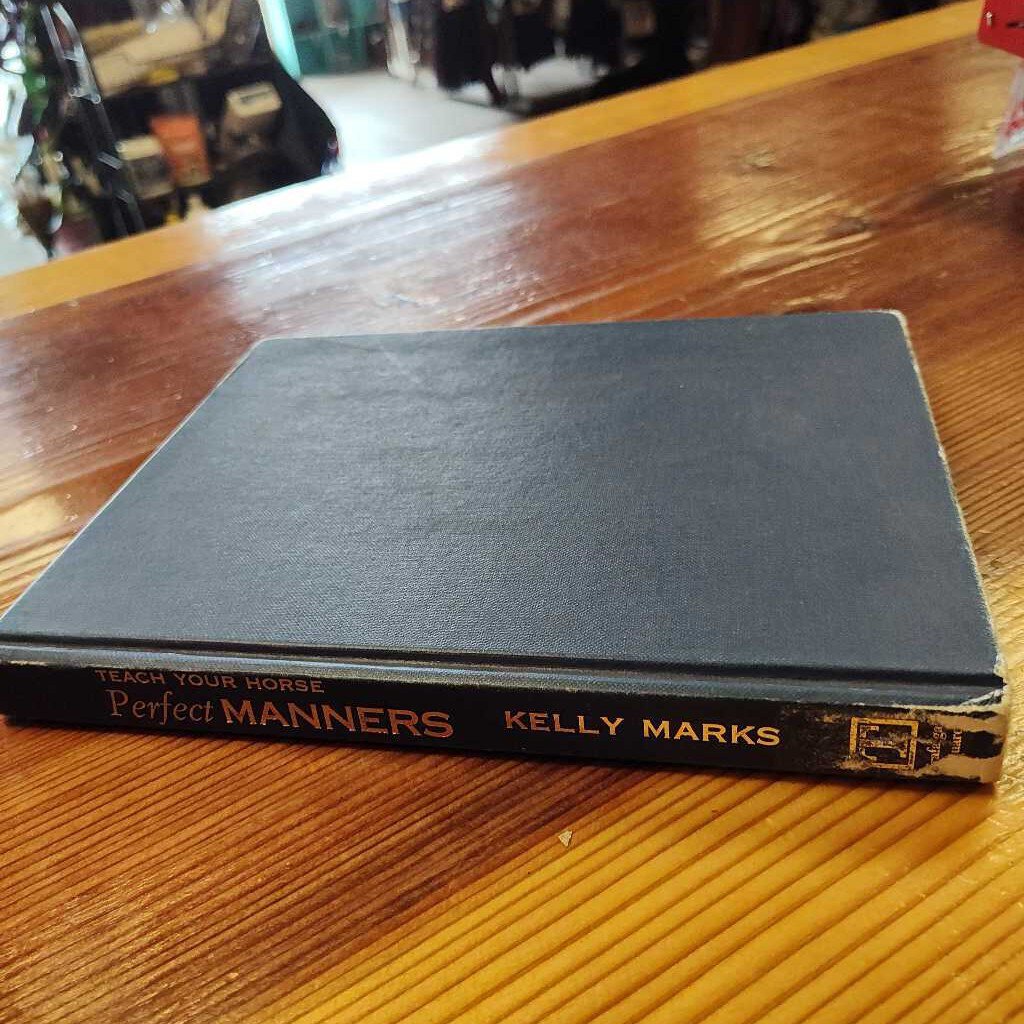 TEACH YOUR HORSE
Perfect MANNERS
KELLY MARKS